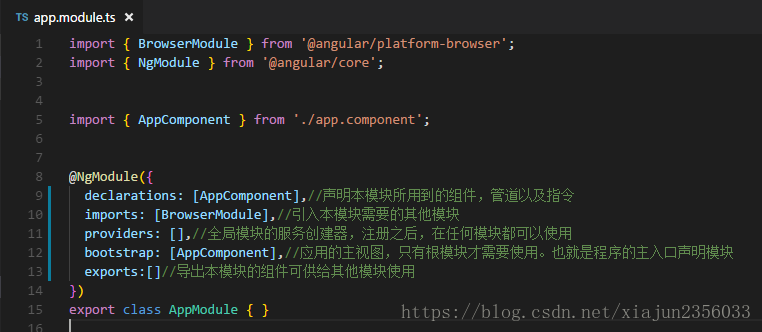 TS app.module.ts ×
1 import { BrowserModule } from '@angular/platform-browser';
2 import { NgModule } from '@angular/core';
3
4
5 import { AppComponent } from './app.component';
6
7
8 @NgModule({
9 declarations: [AppComponent],//声明本模块所用到的组件，管道以及指令
10 imports: [BrowserModule],//引入本模块需要的其他模块
11 providers: [],//全局模块的服务创建器，注册之后，在任何模块都可以使用
12 bootstrap: [AppComponent],//应用的主视图，只有根模块才需要使用。也就是程序的主入口声明模块
13 exports:[]//导出本模块的组件可供给其他模块使用
14 })
15 export class AppModule { }
https://blog.csdn.net/xiajun2356033
16